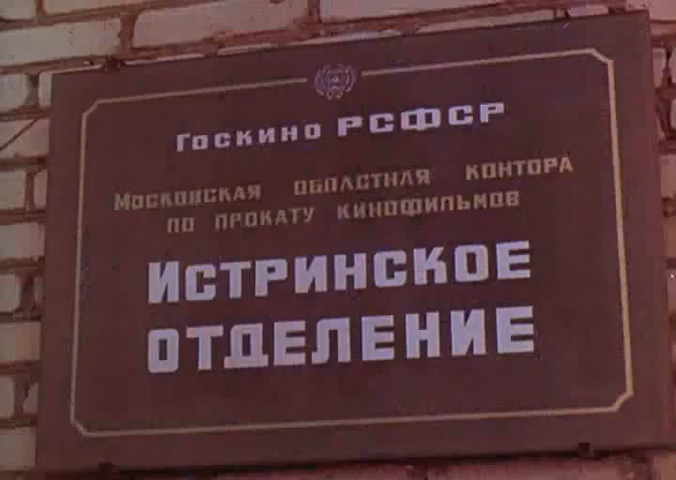 Госкино РСФСР
Московская областная контора
по прокату кинофильмов
Истринское
отделение